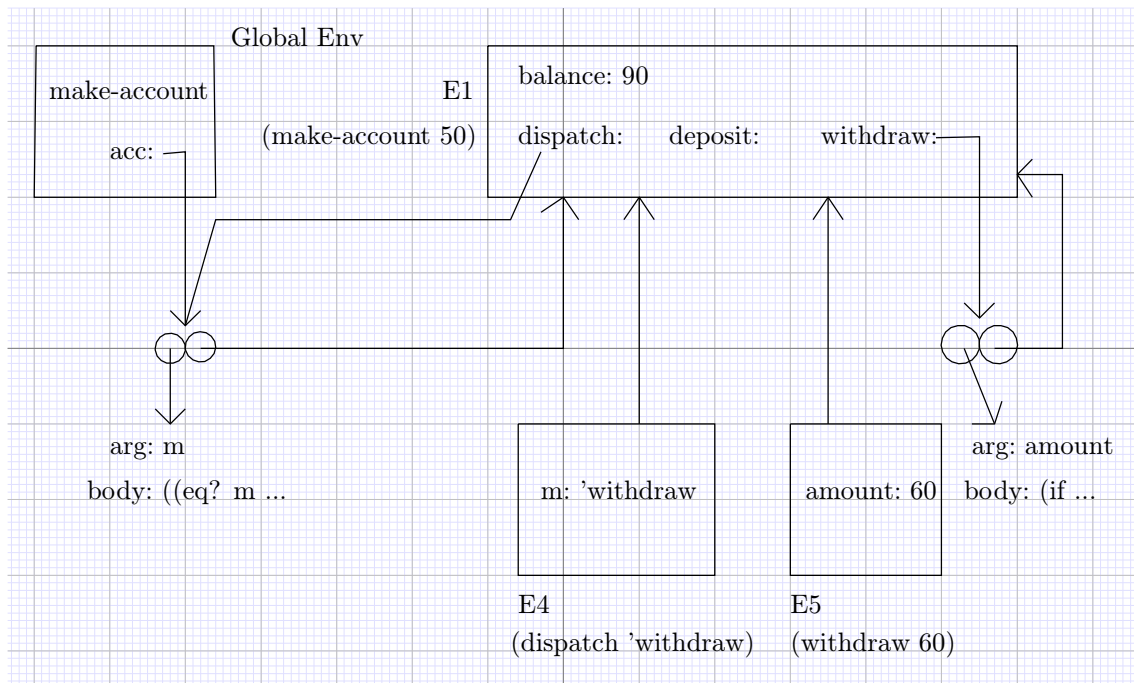 Global Env
make-account
acc:
E1
(make-account 50)
balance: 90
dispatch: deposit: withdraw:
arg: m
body: ((eq? m ...
m: ’withdraw
amount: 60
arg: amount
body: (if ...
E4
(dispatch ’withdraw)
E5
(withdraw 60)